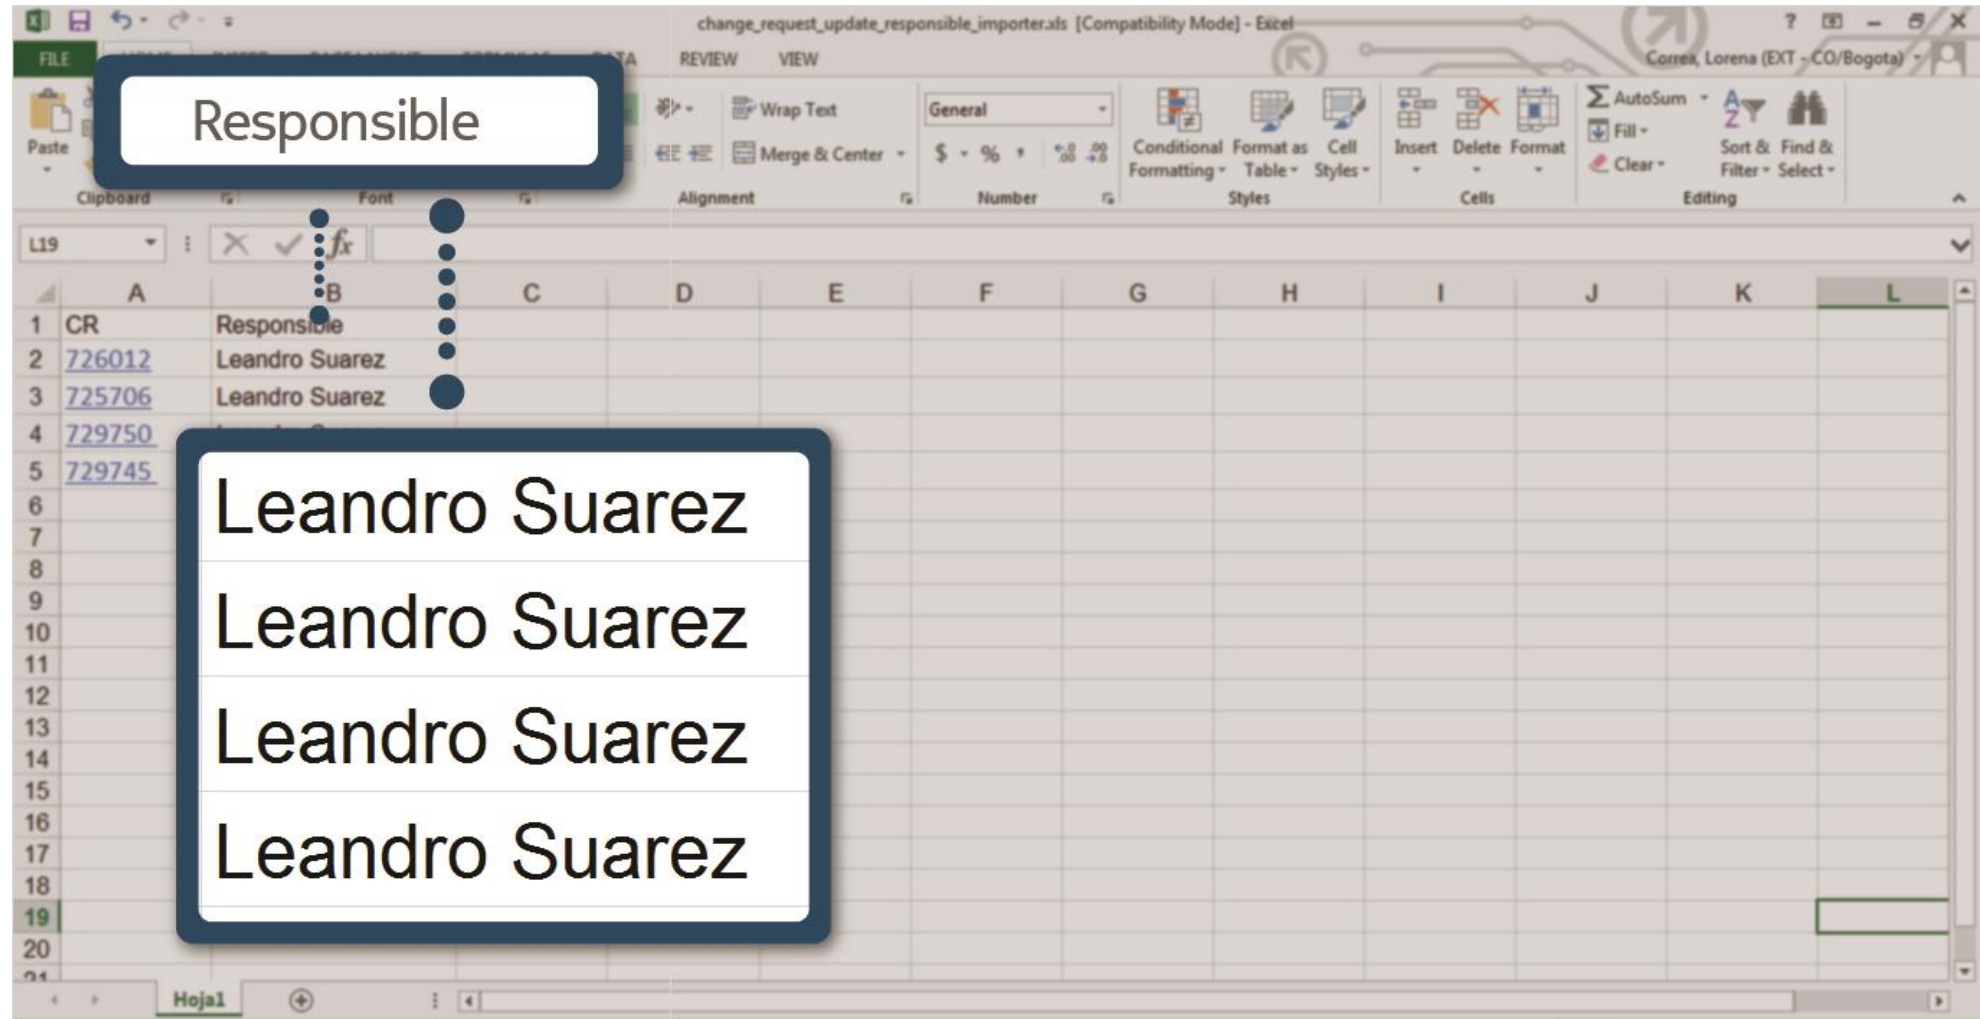 change_request_update_responsible_importer.xls [Compatibility Mode] - Excel
?
FILE REVIEW VIEW
Correa, Lorena (EXT - CO/Bogota)
Responsible
Paste
Wrap Text
Merge & Center
General
$ % ,
Conditional Formatting
Format as Table
Cell Styles
Insert
Delete
Format
AutoSum
Fill
Clear
Sort & Filter
Find & Select
Clipboard Font Alignment Number Styles Cells Editing
L19 fx
A B C D E F G H I J K L
1 CR Responsible
2 726012 Leandro Suarez
3 725706 Leandro Suarez
4 729750
5 729745
6
7
8
9
10
11
12
13
14
15
16
17
18
19
20
Leandro Suarez
Leandro Suarez
Leandro Suarez
Leandro Suarez
Hoja1